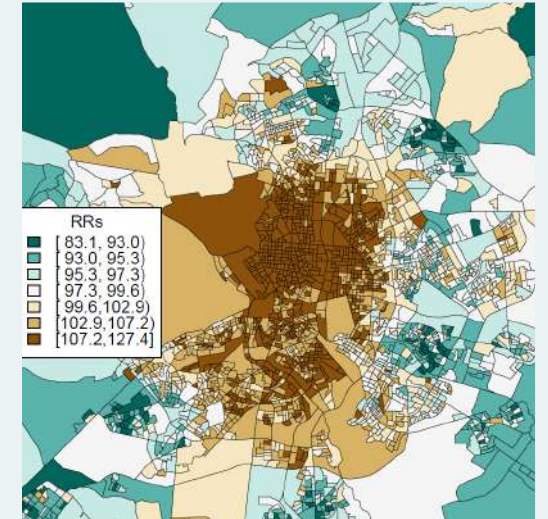 RRs
[ 83.1, 93.0)
[ 93.0, 95.3)
[ 95.3, 97.3)
[ 97.3, 99.6)
[ 99.6,102.9)
[102.9,107.2)
[107.2,127.4]